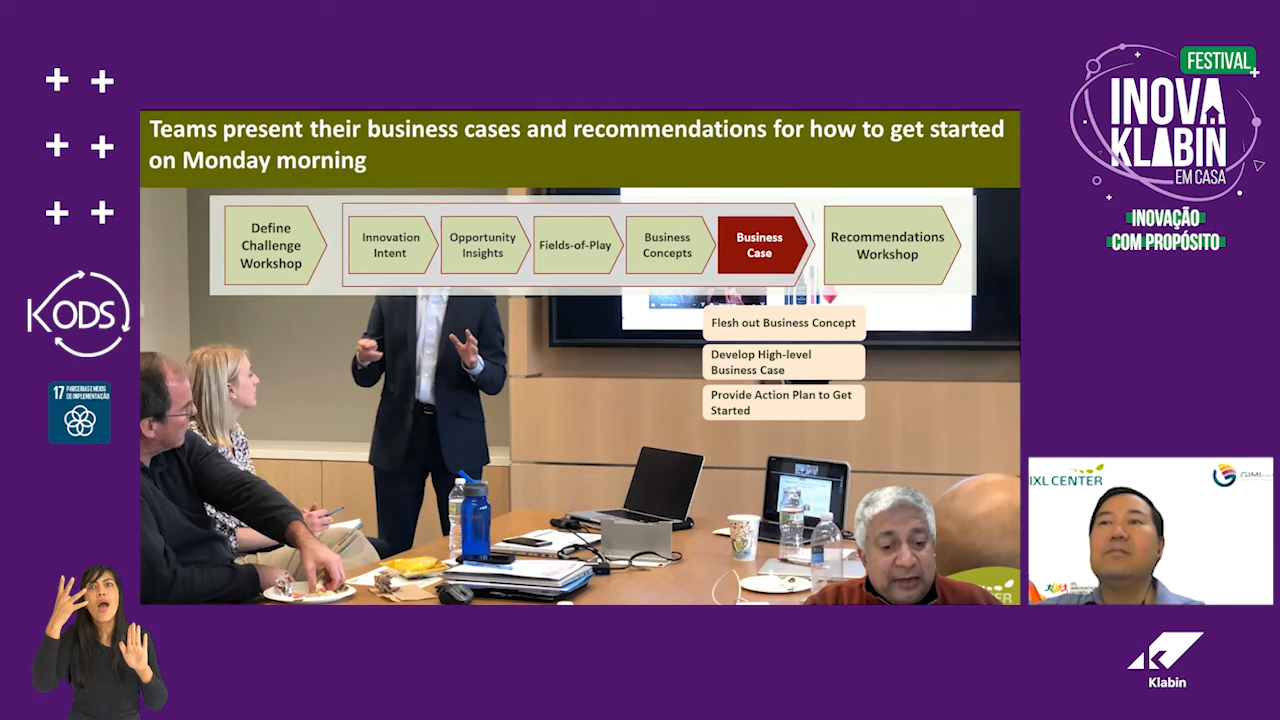 Teams present their business cases and recommendations for how to get started
on Monday morning
Define
Challenge
Workshop
Innovation
Intent
Opportunity
Insights
Fields-of-Play
Business
Concepts
Business
Case
Recommendations
Workshop
Flesh out Business Concept
Develop High-level
Business Case
Provide Action Plan to Get
Started
FESTIVAL
INOVA
KLABIN
EM CASA
INOVAÇÃO
COM PROPÓSITO
KODS
17 PARCERIAS E MEIOS
DE IMPLEMENTAÇÃO
IXL CENTER
GIMI
ER
Klabin